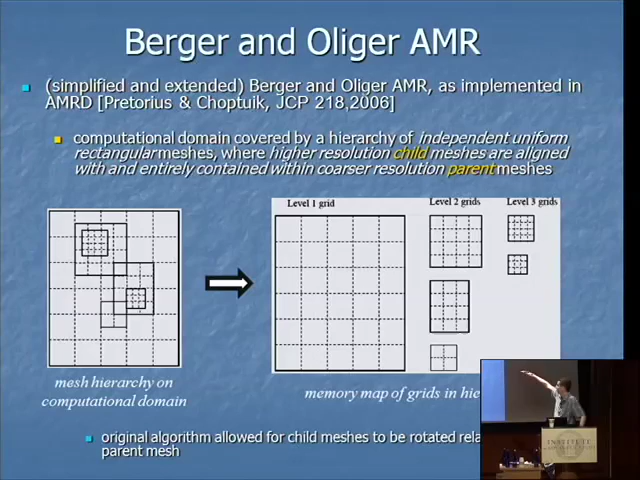 Berger and Oliger AMR
(simplified and extended) Berger and Oliger AMR, as implemented in
AMRD [Pretorius & Choptuik, JCP 218,2006]
computational domain covered by a hierarchy of independent uniform
rectangular meshes, where higher resolution child meshes are aligned
with and entirely contained within coarser resolution parent meshes
Level 1 grid
Level 2 grids
Level 3 grids
mesh hierarchy on
computational domain
memory map of grids in hie
original algorithm allowed for child meshes to be rotated rela
parent mesh
INSTITUTE